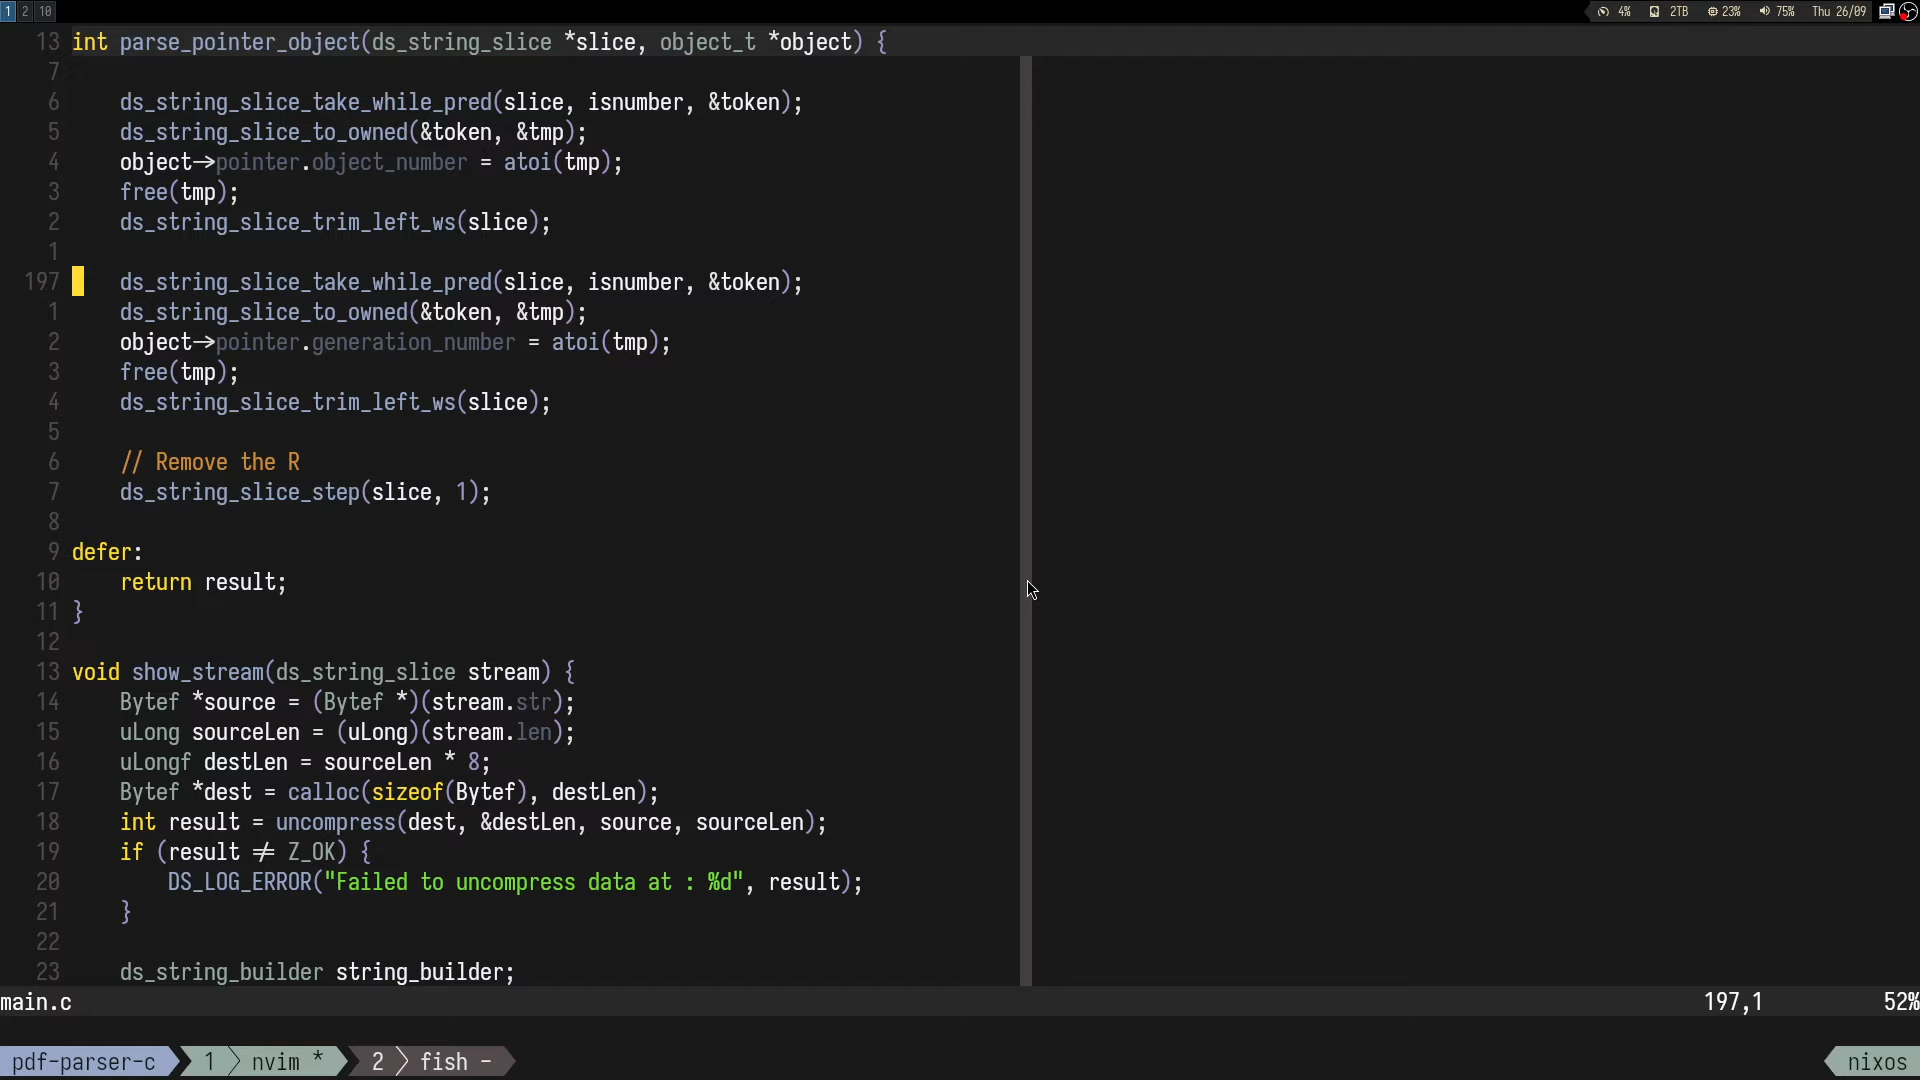 1 2 10 4% 2TB 23% 75% Thu 26/09
13 int parse_pointer_object(ds_string_slice *slice, object_t *object) {
7
6 ds_string_slice_take_while_pred(slice, isnumber, &token);
5 ds_string_slice_to_owned(&token, &tmp);
4 object->pointer.object_number = atoi(tmp);
3 free(tmp);
2 ds_string_slice_trim_left_ws(slice);
1
197 ds_string_slice_take_while_pred(slice, isnumber, &token);
1 ds_string_slice_to_owned(&token, &tmp);
2 object->pointer.generation_number = atoi(tmp);
3 free(tmp);
4 ds_string_slice_trim_left_ws(slice);
5
6 // Remove the R
7 ds_string_slice_step(slice, 1);
8
9 defer:
10 return result;
11 }
12
13 void show_stream(ds_string_slice stream) {
14 Bytef *source = (Bytef *)(stream.str);
15 uLong sourceLen = (uLong)(stream.len);
16 uLongf destLen = sourceLen * 8;
17 Bytef *dest = calloc(sizeof(Bytef), destLen);
18 int result = uncompress(dest, &destLen, source, sourceLen);
19 if (result != Z_OK) {
20 DS_LOG_ERROR("Failed to uncompress data at : %d", result);
21 }
22
23 ds_string_builder string_builder;
main.c 197,1 52%
pdf-parser-c 1 nvim * 2 fish - nixos